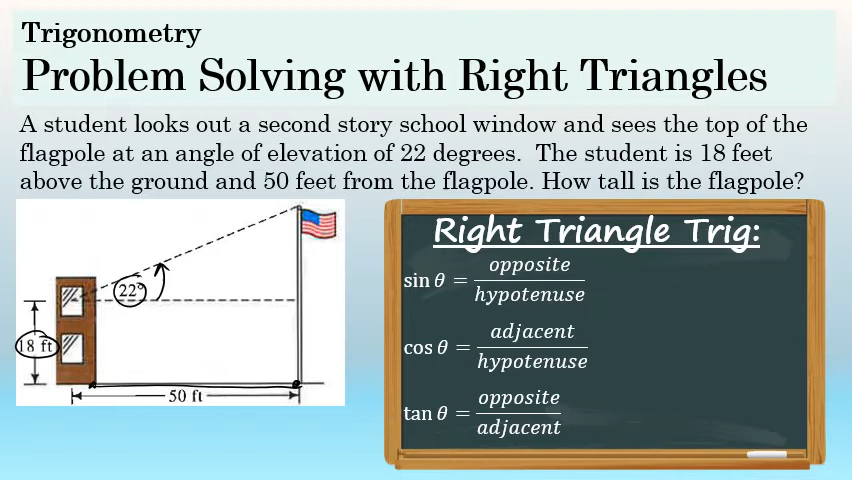 Trigonometry
Problem Solving with Right Triangles
A student looks out a second story school window and sees the top of the
flagpole at an angle of elevation of 22 degrees.  The student is 18 feet
above the ground and 50 feet from the flagpole. How tall is the flagpole?
22°
18 ft
50 ft
Right Triangle Trig:
sin θ = opposite / hypotenuse
cos θ = adjacent / hypotenuse
tan θ = opposite / adjacent